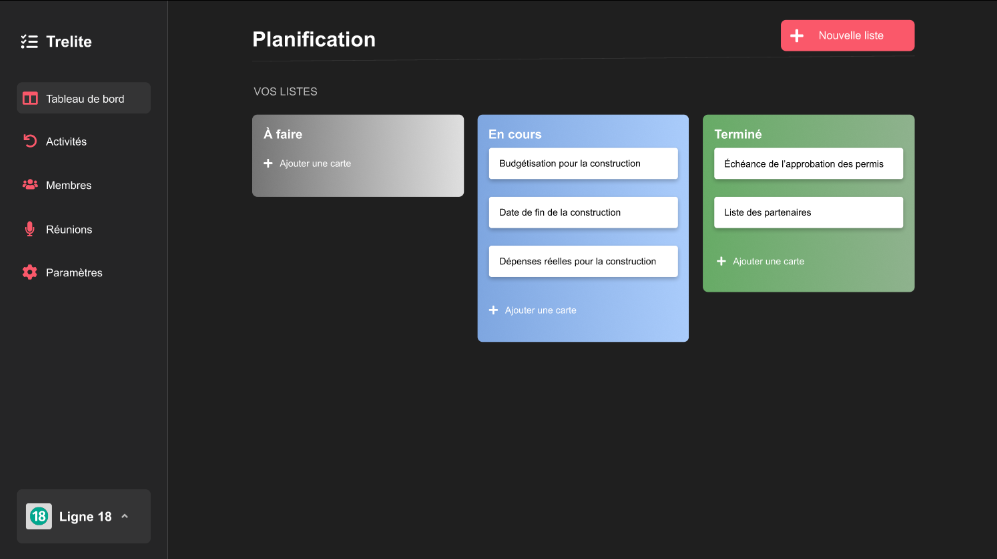 Trelite
Tableau de bord
Activités
Membres
Réunions
Paramètres
18 Ligne 18
Planification
Nouvelle liste
VOS LISTES
À faire
Ajouter une carte
En cours
Budgétisation pour la construction
Date de fin de la construction
Dépenses réelles pour la construction
Ajouter une carte
Terminé
Échéance de l'approbation des permis
Liste des partenaires
Ajouter une carte